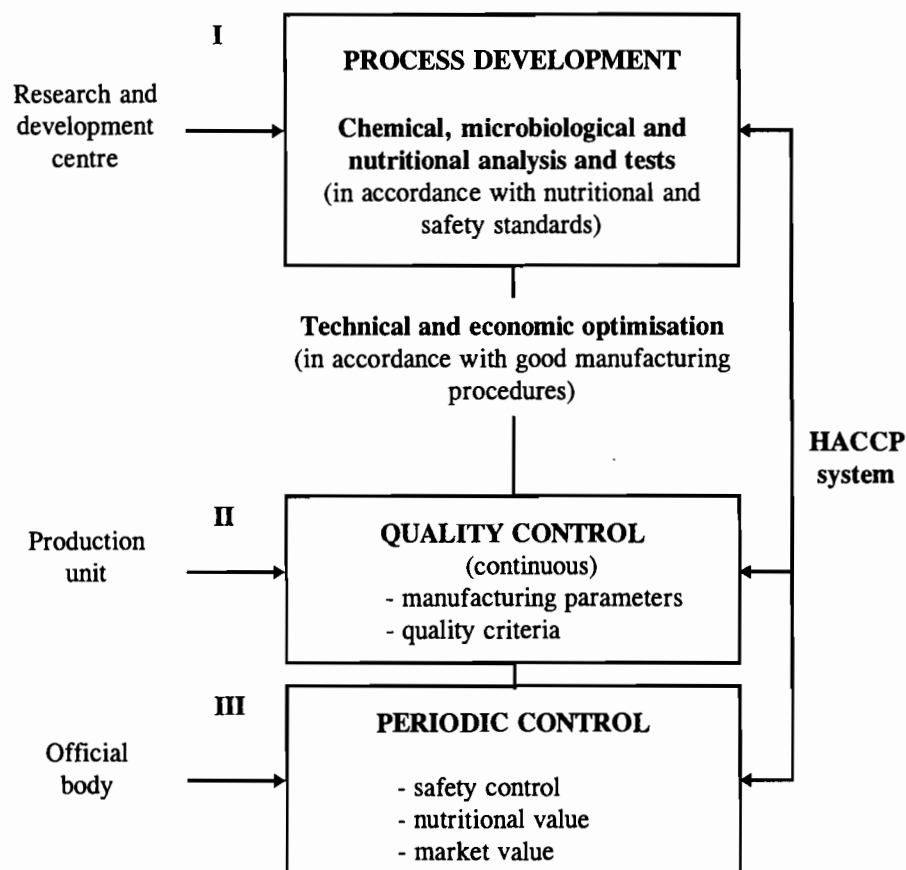 I
PROCESS DEVELOPMENT
Research and
development
centre
Chemical, microbiological and
nutritional analysis and tests
(in accordance with nutritional and
safety standards)
Technical and economic optimisation
(in accordance with good manufacturing
procedures)
HACCP
system
II
Production
unit
QUALITY CONTROL
(continuous)
- manufacturing parameters
- quality criteria
III
Official
body
PERIODIC CONTROL
- safety control
- nutritional value
- market value